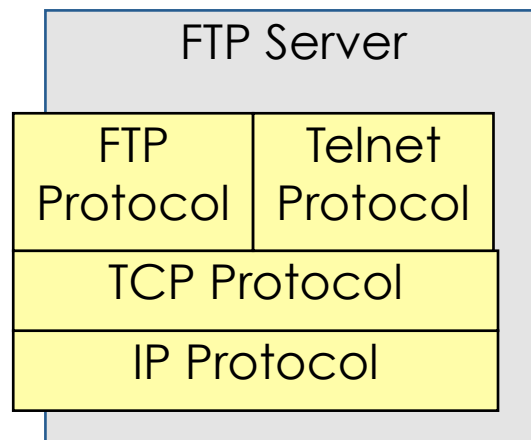 FTP Server
FTP
Protocol
Telnet
Protocol
TCP Protocol
IP Protocol